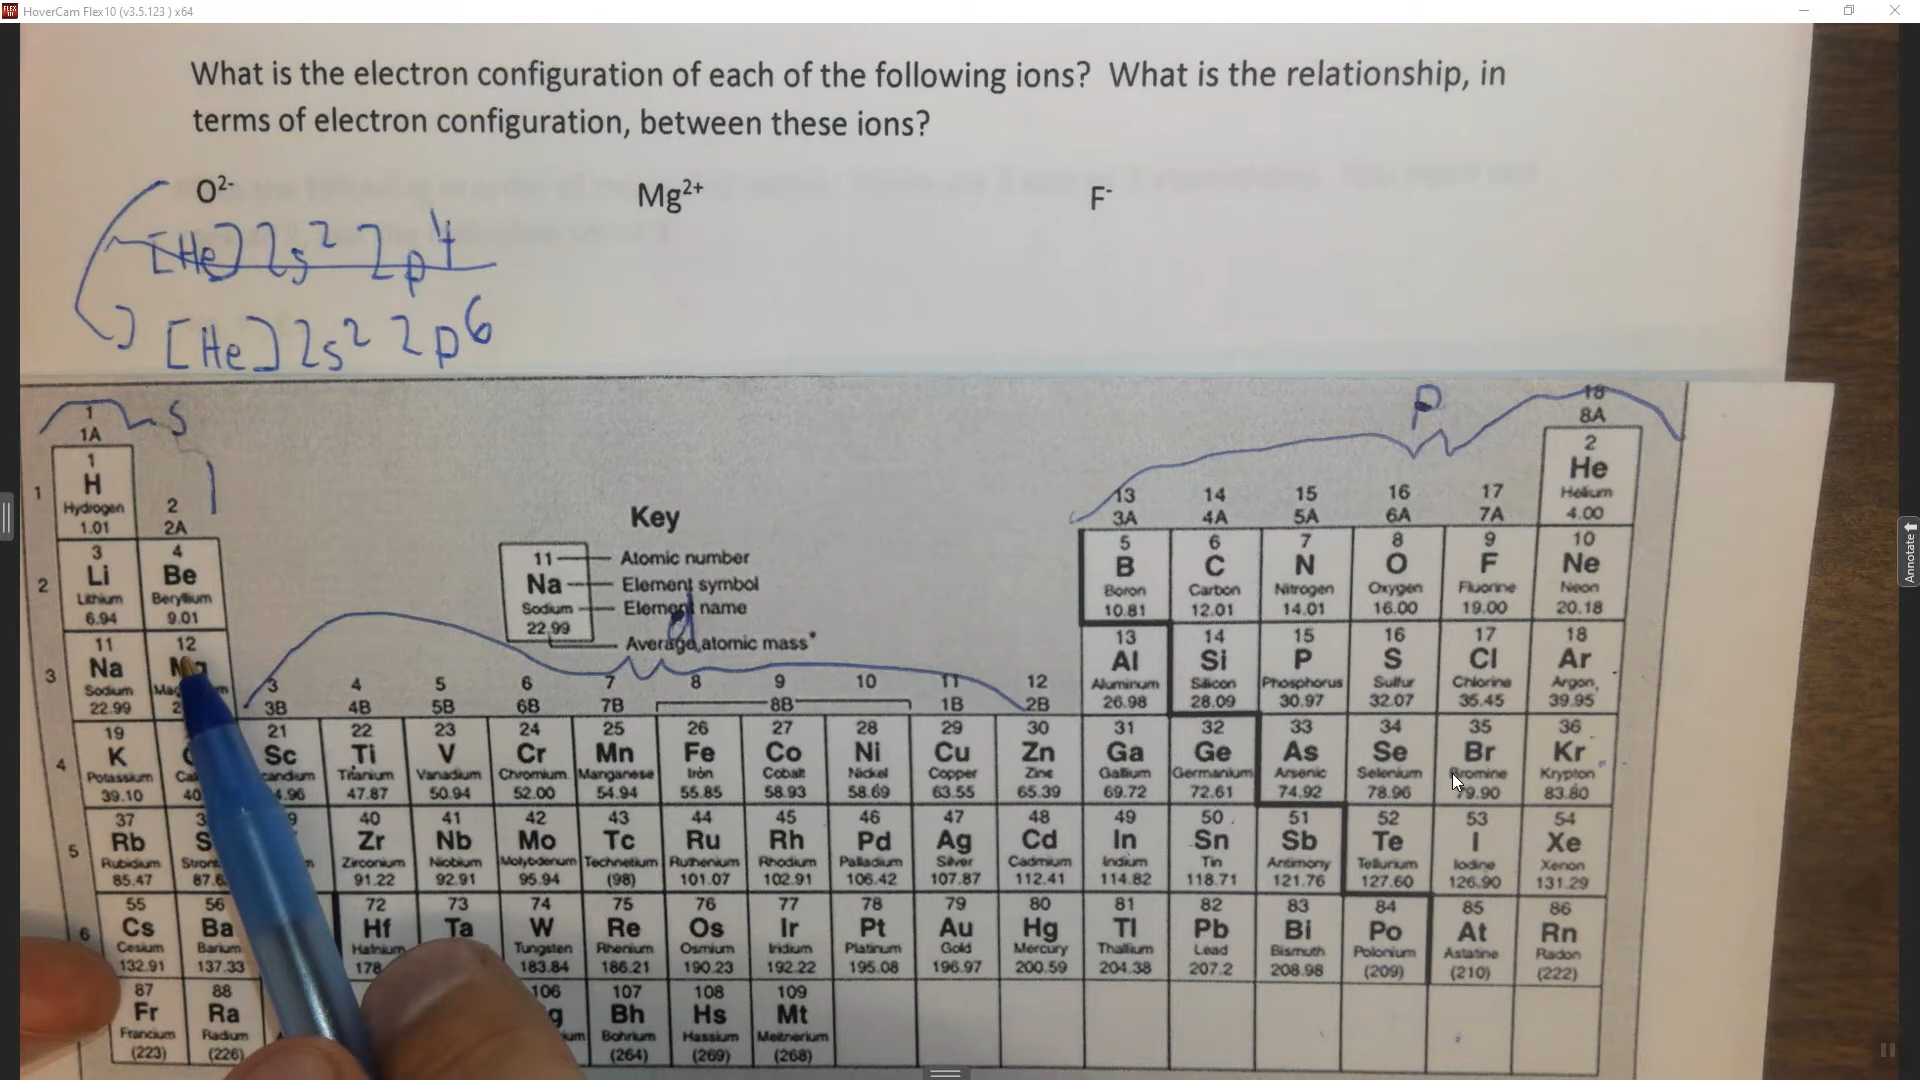 HoverCam Flex10 (v3.5.123 ) x64
What is the electron configuration of each of the following ions? What is the relationship, in
terms of electron configuration, between these ions?
O²⁻ Mg²⁺ F⁻
[He] 2s² 2p⁴
[He] 2s² 2p⁶
s p
1 18
1A 8A
1 2
H He
Hydrogen Helium
1.01 4.00
1
2 13 14 15 16 17
2A 3A 4A 5A 6A 7A
Key
11 Atomic number
Na Element symbol
Sodium Element name
22.99 Average atomic mass*
d
3 4 5 6 7 8 9 10 B B C N O F Ne
2
Li Be
Lithium Beryllium Boron Carbon Nitrogen Oxygen Fluorine Neon
6.94 9.01 10.81 12.01 14.01 16.00 19.00 20.18
11 12 13 14 15 16 17 18
3 Na Al Si P S Cl Ar
Sodium Aluminum Silicon Phosphorus Sulfur Chlorine Argon
22.99 26.98 28.09 30.97 32.07 35.45 39.95
3 4 5 6 7 8 9 10 11 12
3B 4B 5B 6B 7B 8B 1B 2B
19 21 22 23 24 25 26 27 28 29 30 31 32 33 34 35 36
4 K Sc Ti V Cr Mn Fe Co Ni Cu Zn Ga Ge As Se Br Kr
Potassium Titanium Vanadium Chromium Manganese Iron Cobalt Nickel Copper Zinc Gallium Germanium Arsenic Selenium Bromine Krypton
39.10 47.87 50.94 52.00 54.94 55.85 58.93 58.69 63.55 65.39 69.72 72.61 74.92 78.96 79.90 83.80
37 40 41 42 43 44 45 46 47 48 49 50 51 52 53 54
5 Rb Zr Nb Mo Tc Ru Rh Pd Ag Cd In Sn Sb Te I Xe
Rubidium Zirconium Niobium Molybdenum Technetium Ruthenium Rhodium Palladium Silver Cadmium Indium Tin Antimony Tellurium Iodine Xenon
85.47 91.22 92.91 95.94 (98) 101.07 102.91 106.42 107.87 112.41 114.82 118.71 121.76 127.60 126.90 131.29
55 56 72 73 74 75 76 77 78 79 80 81 82 83 84 85 86
6 Cs Ba Hf Ta W Re Os Ir Pt Au Hg Tl Pb Bi Po At Rn
Cesium Barium Hafnium Tungsten Rhenium Osmium Iridium Platinum Gold Mercury Thallium Lead Bismuth Polonium Astatine Radon
132.91 137.33 183.84 186.21 190.23 192.22 195.08 196.97 200.59 204.38 207.2 208.98 (209) (210) (222)
87 88 106 107 108 109
Fr Ra Bh Hs Mt
Francium Radium Bohrium Hassium Meitnerium
(223) (226) (264) (269) (268)
Annotate